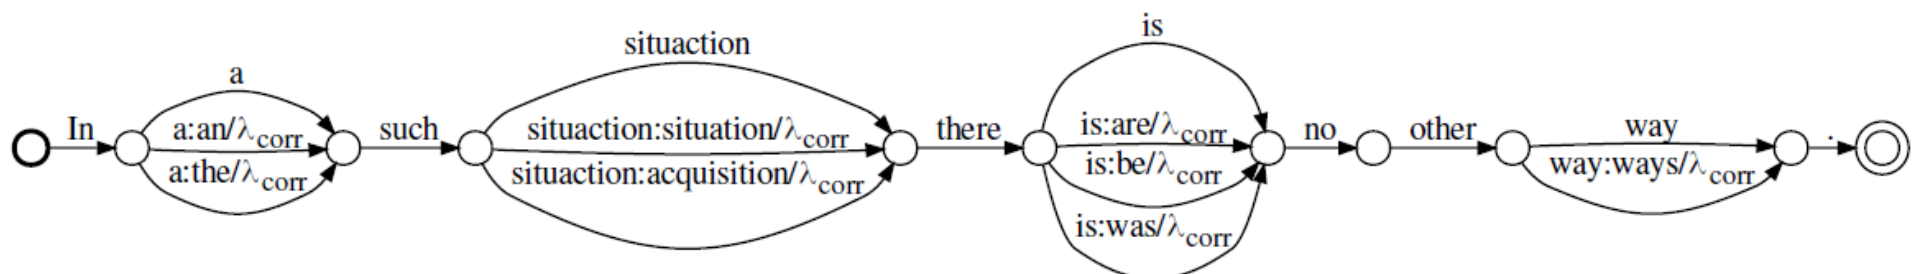 In
a
a:an/λcorr
a:the/λcorr
such
situaction
situaction:situation/λcorr
situaction:acquisition/λcorr
there
is
is:are/λcorr
is:be/λcorr
is:was/λcorr
no
other
way
way:ways/λcorr
.